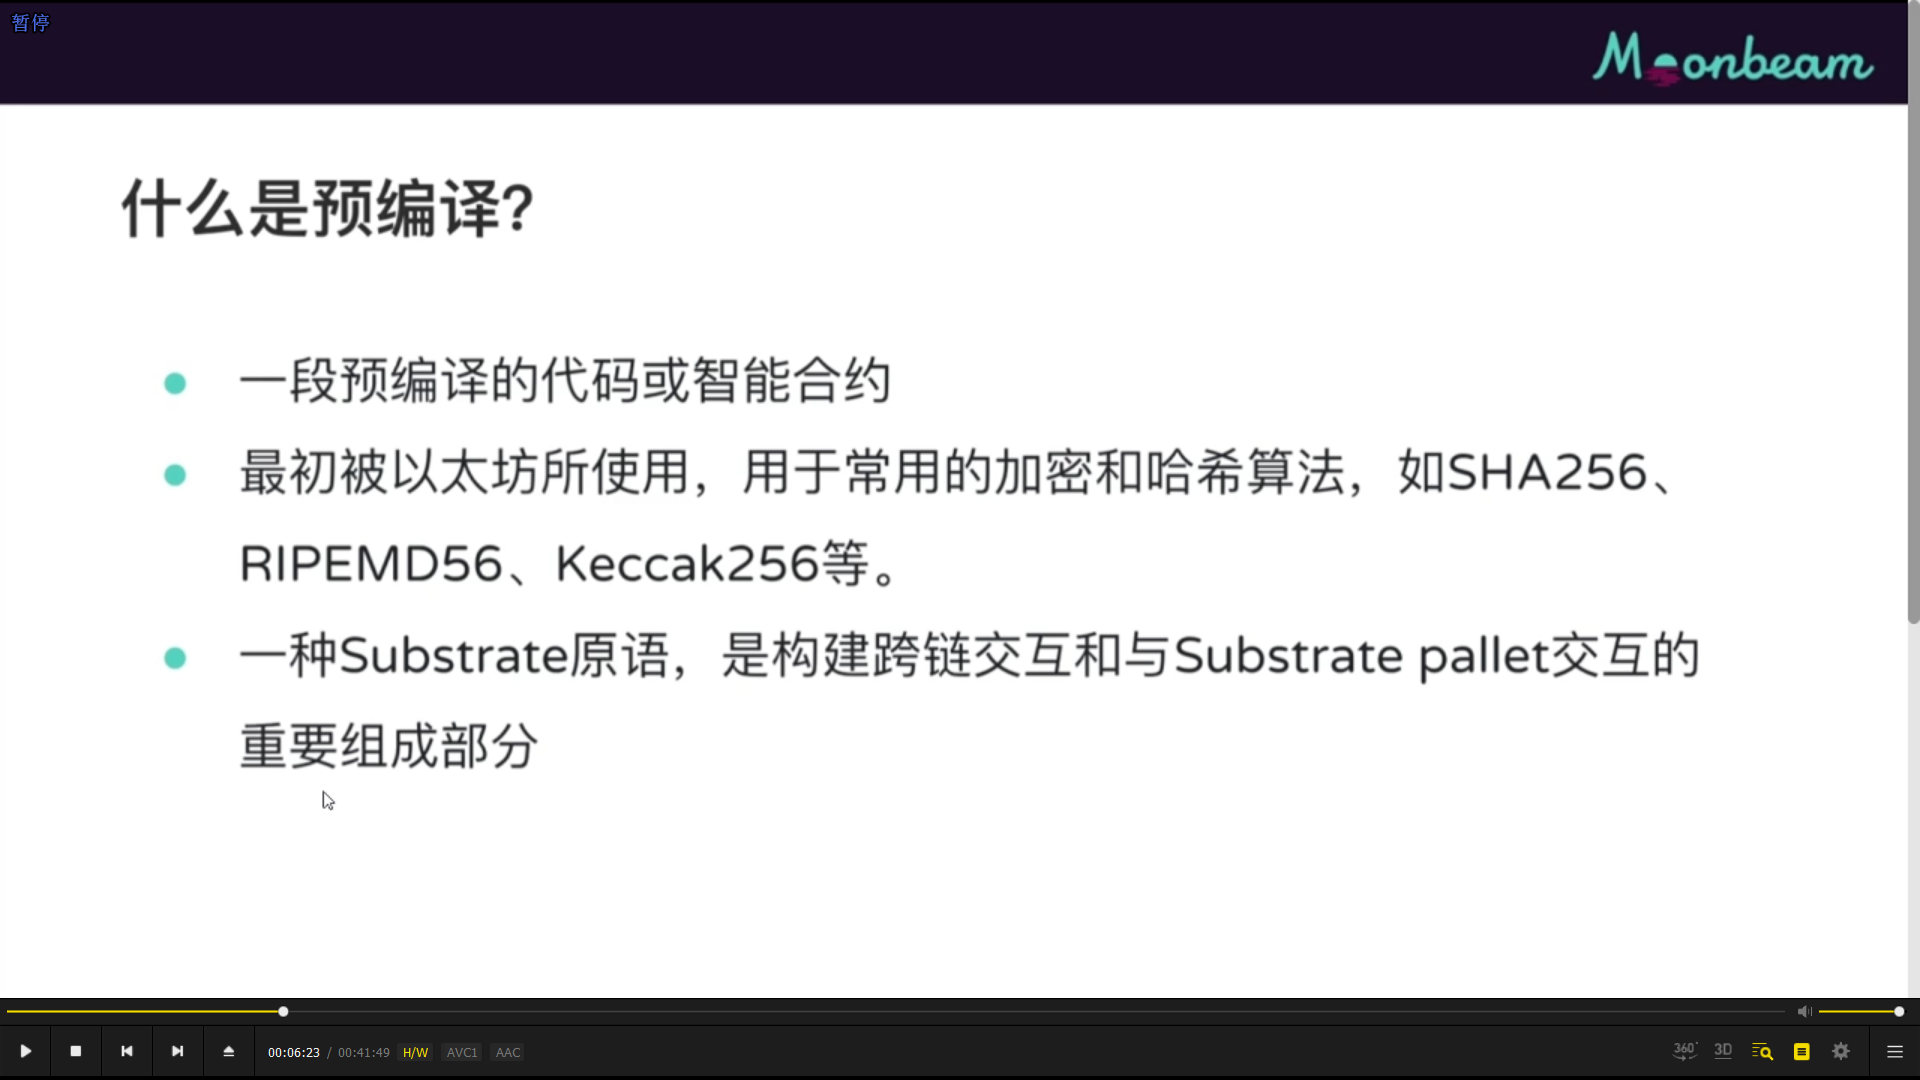 暂停
Moonbeam
什么是预编译?
一段预编译的代码或智能合约
最初被以太坊所使用，用于常用的加密和哈希算法，如SHA256、
RIPEMD56、Keccak256等。
一种Substrate原语，是构建跨链交互和与Substrate pallet交互的
重要组成部分
00:06:23 / 00:41:49 H/W AVC1 AAC
360° 3D